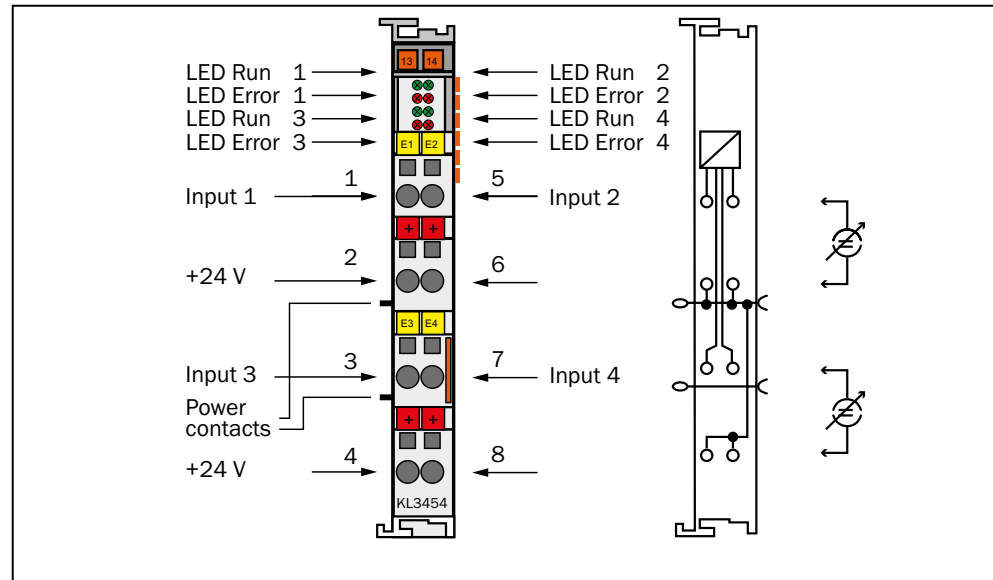 13 14
LED Run 1
LED Run 2
LED Error 1
LED Error 2
LED Run 3
LED Run 4
LED Error 3
LED Error 4
E1 E2
Input 1
1
5
Input 2
+ +
+24 V
2
6
E3 E4
Input 3
3
7
Input 4
Power
contacts
+ +
+24 V
4
8
KL3454